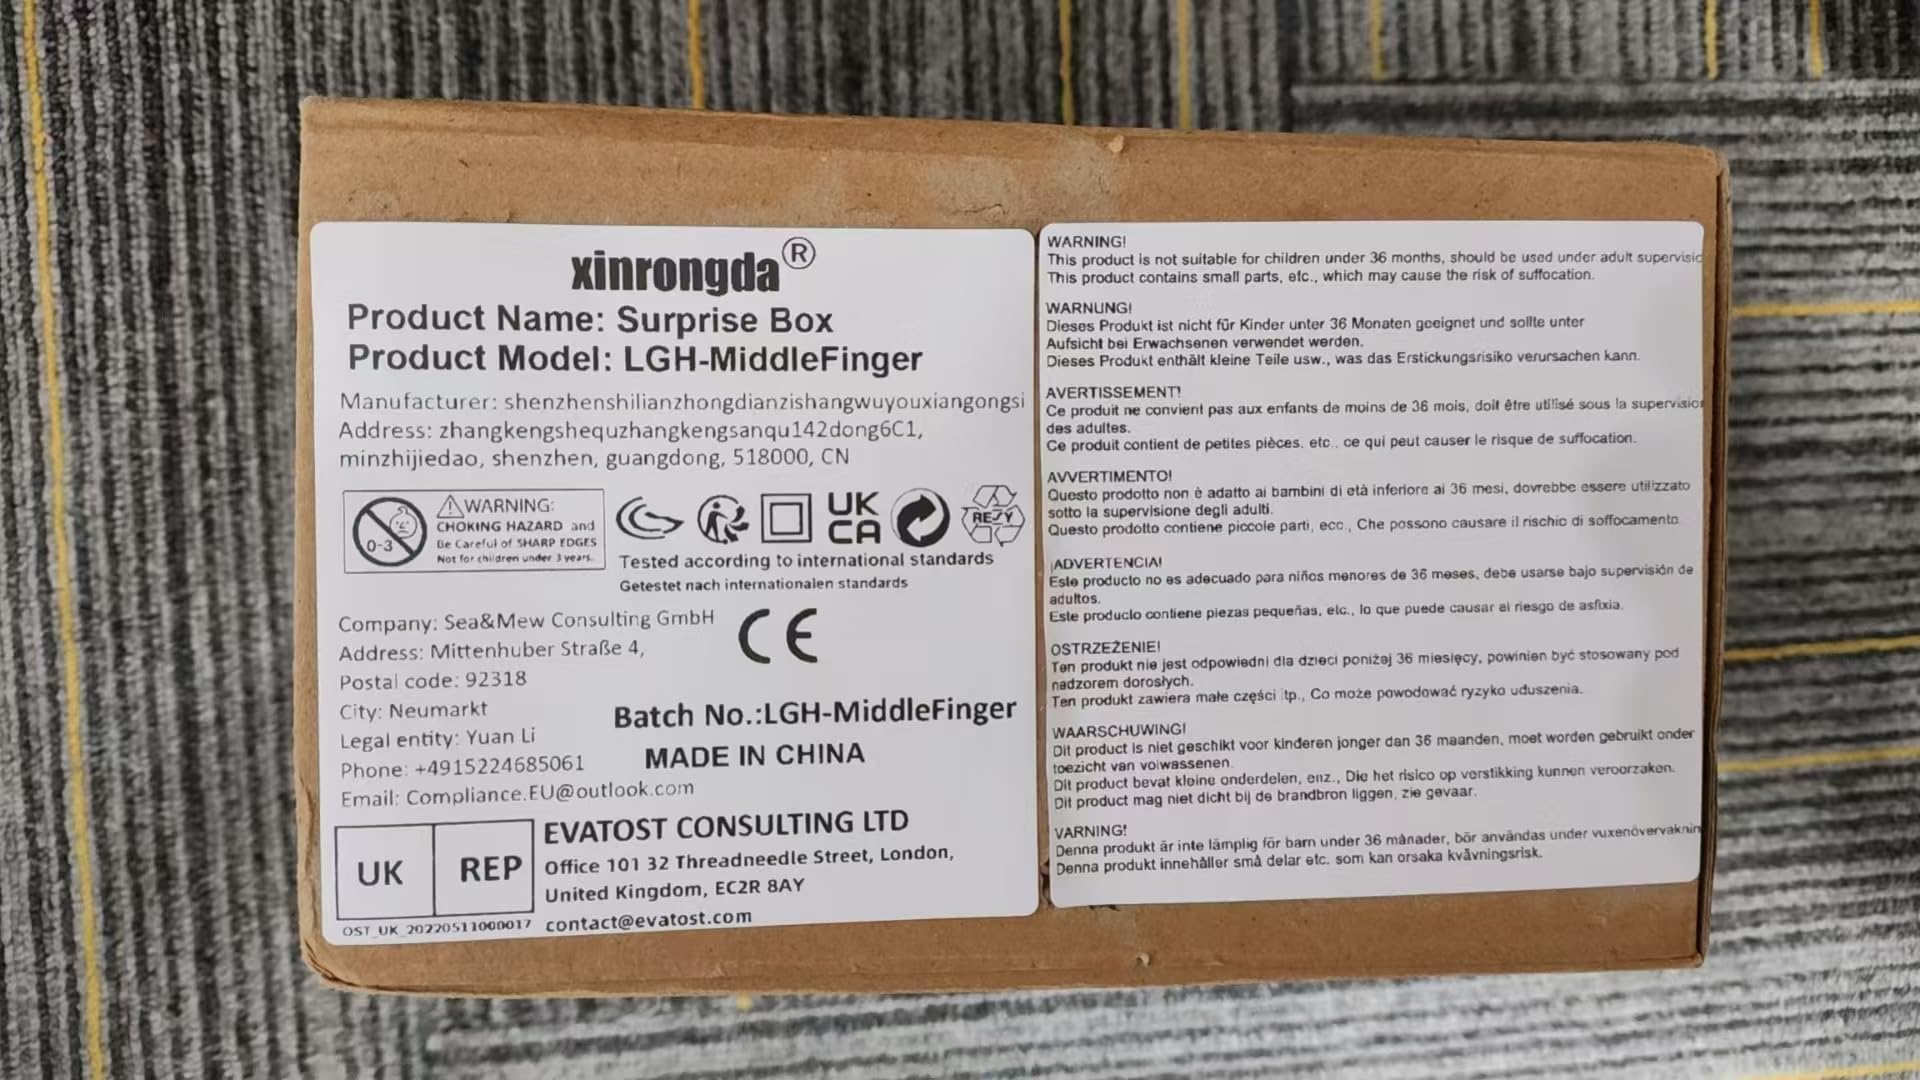 xinrongda®
Product Name: Surprise Box
Product Model: LGH-MiddleFinger
Manufacturer: shenzhenshilianzhongdianzishangwuyouxiangongsi
Address: zhangkengshequzhangkengsanqu142dong6C1,
minzhijiedao, shenzhen, guangdong, 518000, CN
0-3
WARNING:
CHOKING HAZARD and
Be Careful of SHARP EDGES
Not for children under 3 years.
UK
CA
RESY
Tested according to international standards
Getestet nach internationalen standards
Company: Sea&Mew Consulting GmbH
Address: Mittenhuber Straße 4,
Postal code: 92318
City: Neumarkt
Legal entity: Yuan Li
Phone: +4915224685061
Email: Compliance.EU@outlook.com
CE
Batch No.:LGH-MiddleFinger
MADE IN CHINA
UK REP
OST_UK_20220511000017
EVATOST CONSULTING LTD
Office 101 32 Threadneedle Street, London,
United Kingdom, EC2R 8AY
contact@evatost.com
WARNING!
This product is not suitable for children under 36 months, should be used under adult supervisic
This product contains small parts, etc., which may cause the risk of suffocation.
WARNUNG!
Dieses Produkt ist nicht für Kinder unter 36 Monaten geeignet und sollte unter
Aufsicht bei Erwachsenen verwendet werden.
Dieses Produkt enthält kleine Teile usw., was das Erstickungsrisiko verursachen kann.
AVERTISSEMENT!
Ce produit ne convient pas aux enfants de moins de 36 mois, doit être utilisé sous la supervision
des adultes.
Ce produit contient de petites pièces. etc.. ce qui peut causer le risque de suffocation.
AVVERTIMENTO!
Questo prodotto non è adatto ai bambini di età inferiore ai 36 mesi, dovrebbe essere utilizzato
sotto la supervisione degli adulti.
Questo prodotto contiene piccole parti, ecc., Che possono causare il rischio di soffocamento
¡ADVERTENCIA!
Este producto no es adecuado para niños menores de 36 meses, debe usarse bajo supervisión de
adultos.
Este producto contiene piezas pequeñas, etc., lo que puede causar el riesgo de asfixia.
OSTRZEŻENIE!
Ten produkt nie jest odpowiedni dla dzieci poniżej 36 miesięcy, powinien być stosowany pod
nadzorem dorosłych.
Ten produkt zawiera małe części itp., Co może powodować ryzyko uduszenia.
WAARSCHUWING!
Dit product is niet geschikt voor kinderen jonger dan 36 maanden, moet worden gebruikt onder
toezicht van volwassenen.
Dit product bevat kleine onderdelen, enz., Die het risico op verstikking kunnen veroorzaken.
Dit product mag niet dicht bij de brandbron liggen, zie gevaar.
VARNING!
Denna produkt är inte lämplig för barn under 36 månader, bör användas under vuxenövervaknin
Denna produkt innehåller små delar etc. som kan orsaka kvävningsrisk.